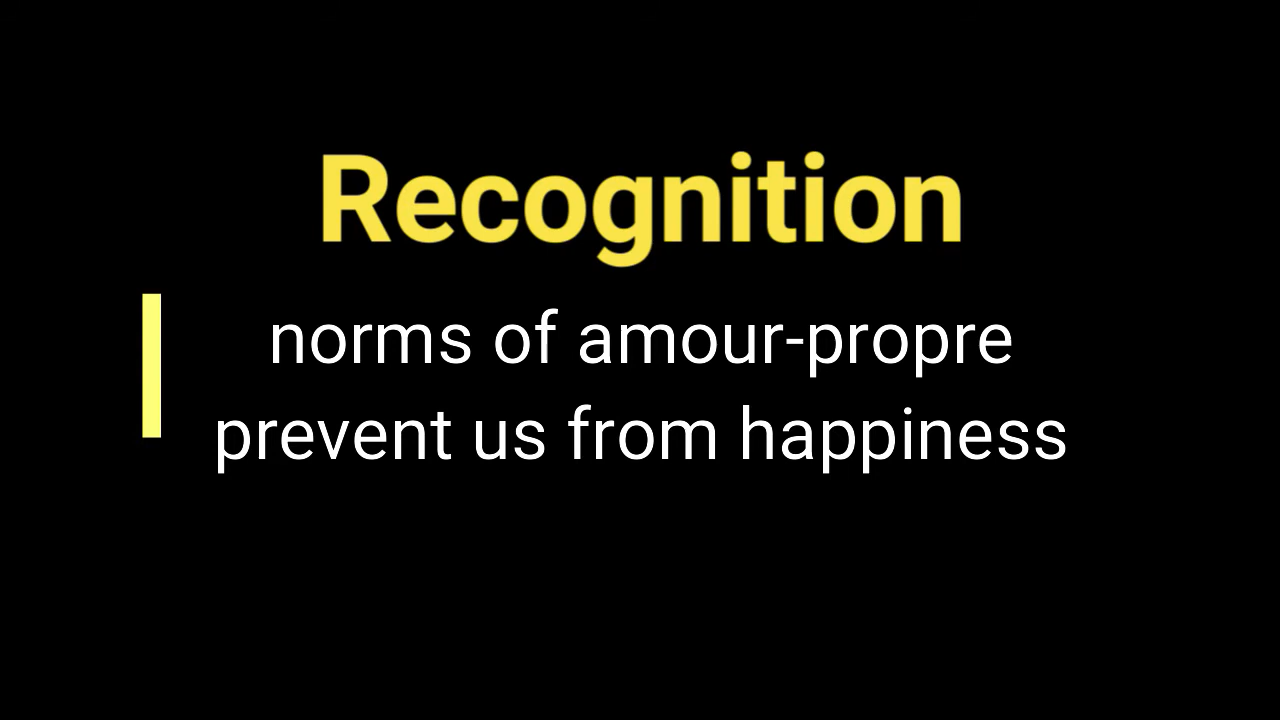 Recognition
norms of amour-propre
prevent us from happiness